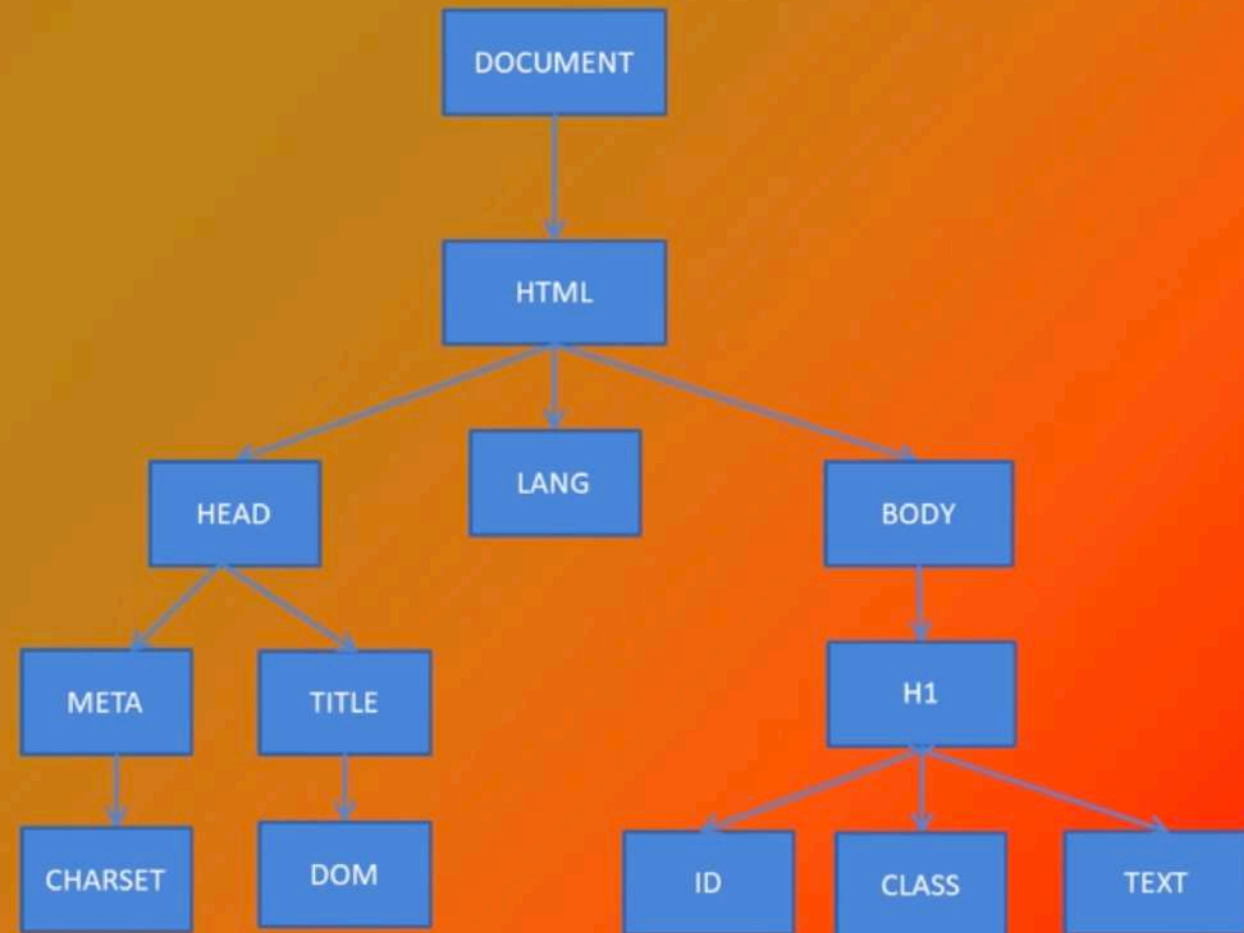 DOCUMENT
HTML
LANG
HEAD
BODY
META
TITLE
H1
CHARSET
DOM
ID
CLASS
TEXT